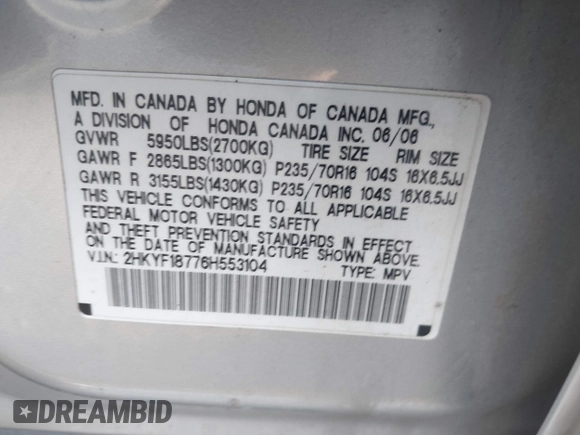 MFD. IN CANADA BY HONDA OF CANADA MFG.,
A DIVISION OF HONDA CANADA INC. 06/06
GVWR 5950LBS(2700KG) TIRE SIZE RIM SIZE
GAWR F 2865LBS(1300KG) P235/70R16 104S 16X6.5JJ
GAWR R 3155LBS(1430KG) P235/70R16 104S 16X6.5JJ
THIS VEHICLE CONFORMS TO ALL APPLICABLE
FEDERAL MOTOR VEHICLE SAFETY
AND THEFT PREVENTION STANDARDS IN EFFECT
ON THE DATE OF MANUFACTURE SHOWN ABOVE.
V.I.N.: 2HKYF18776H553104 TYPE: MPV
DREAMBID